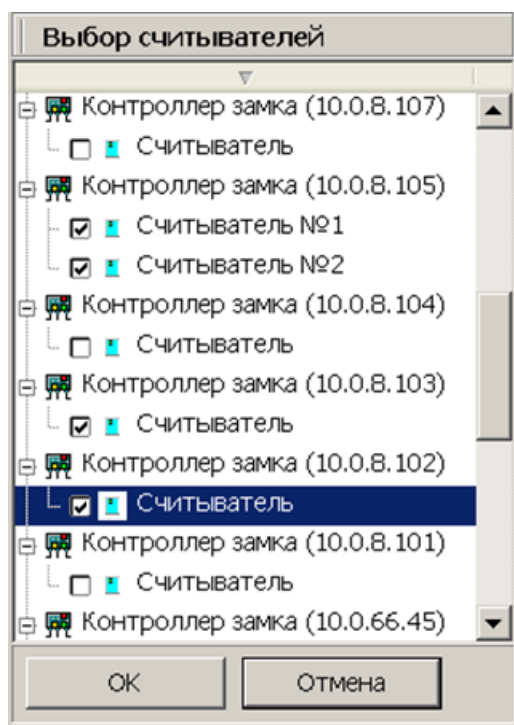 Выбор считывателей
Контроллер замка (10.0.8.107)
Считыватель
Контроллер замка (10.0.8.105)
Считыватель №1
Считыватель №2
Контроллер замка (10.0.8.104)
Считыватель
Контроллер замка (10.0.8.103)
Считыватель
Контроллер замка (10.0.8.102)
Считыватель
Контроллер замка (10.0.8.101)
Считыватель
Контроллер замка (10.0.66.45)
ОК Отмена